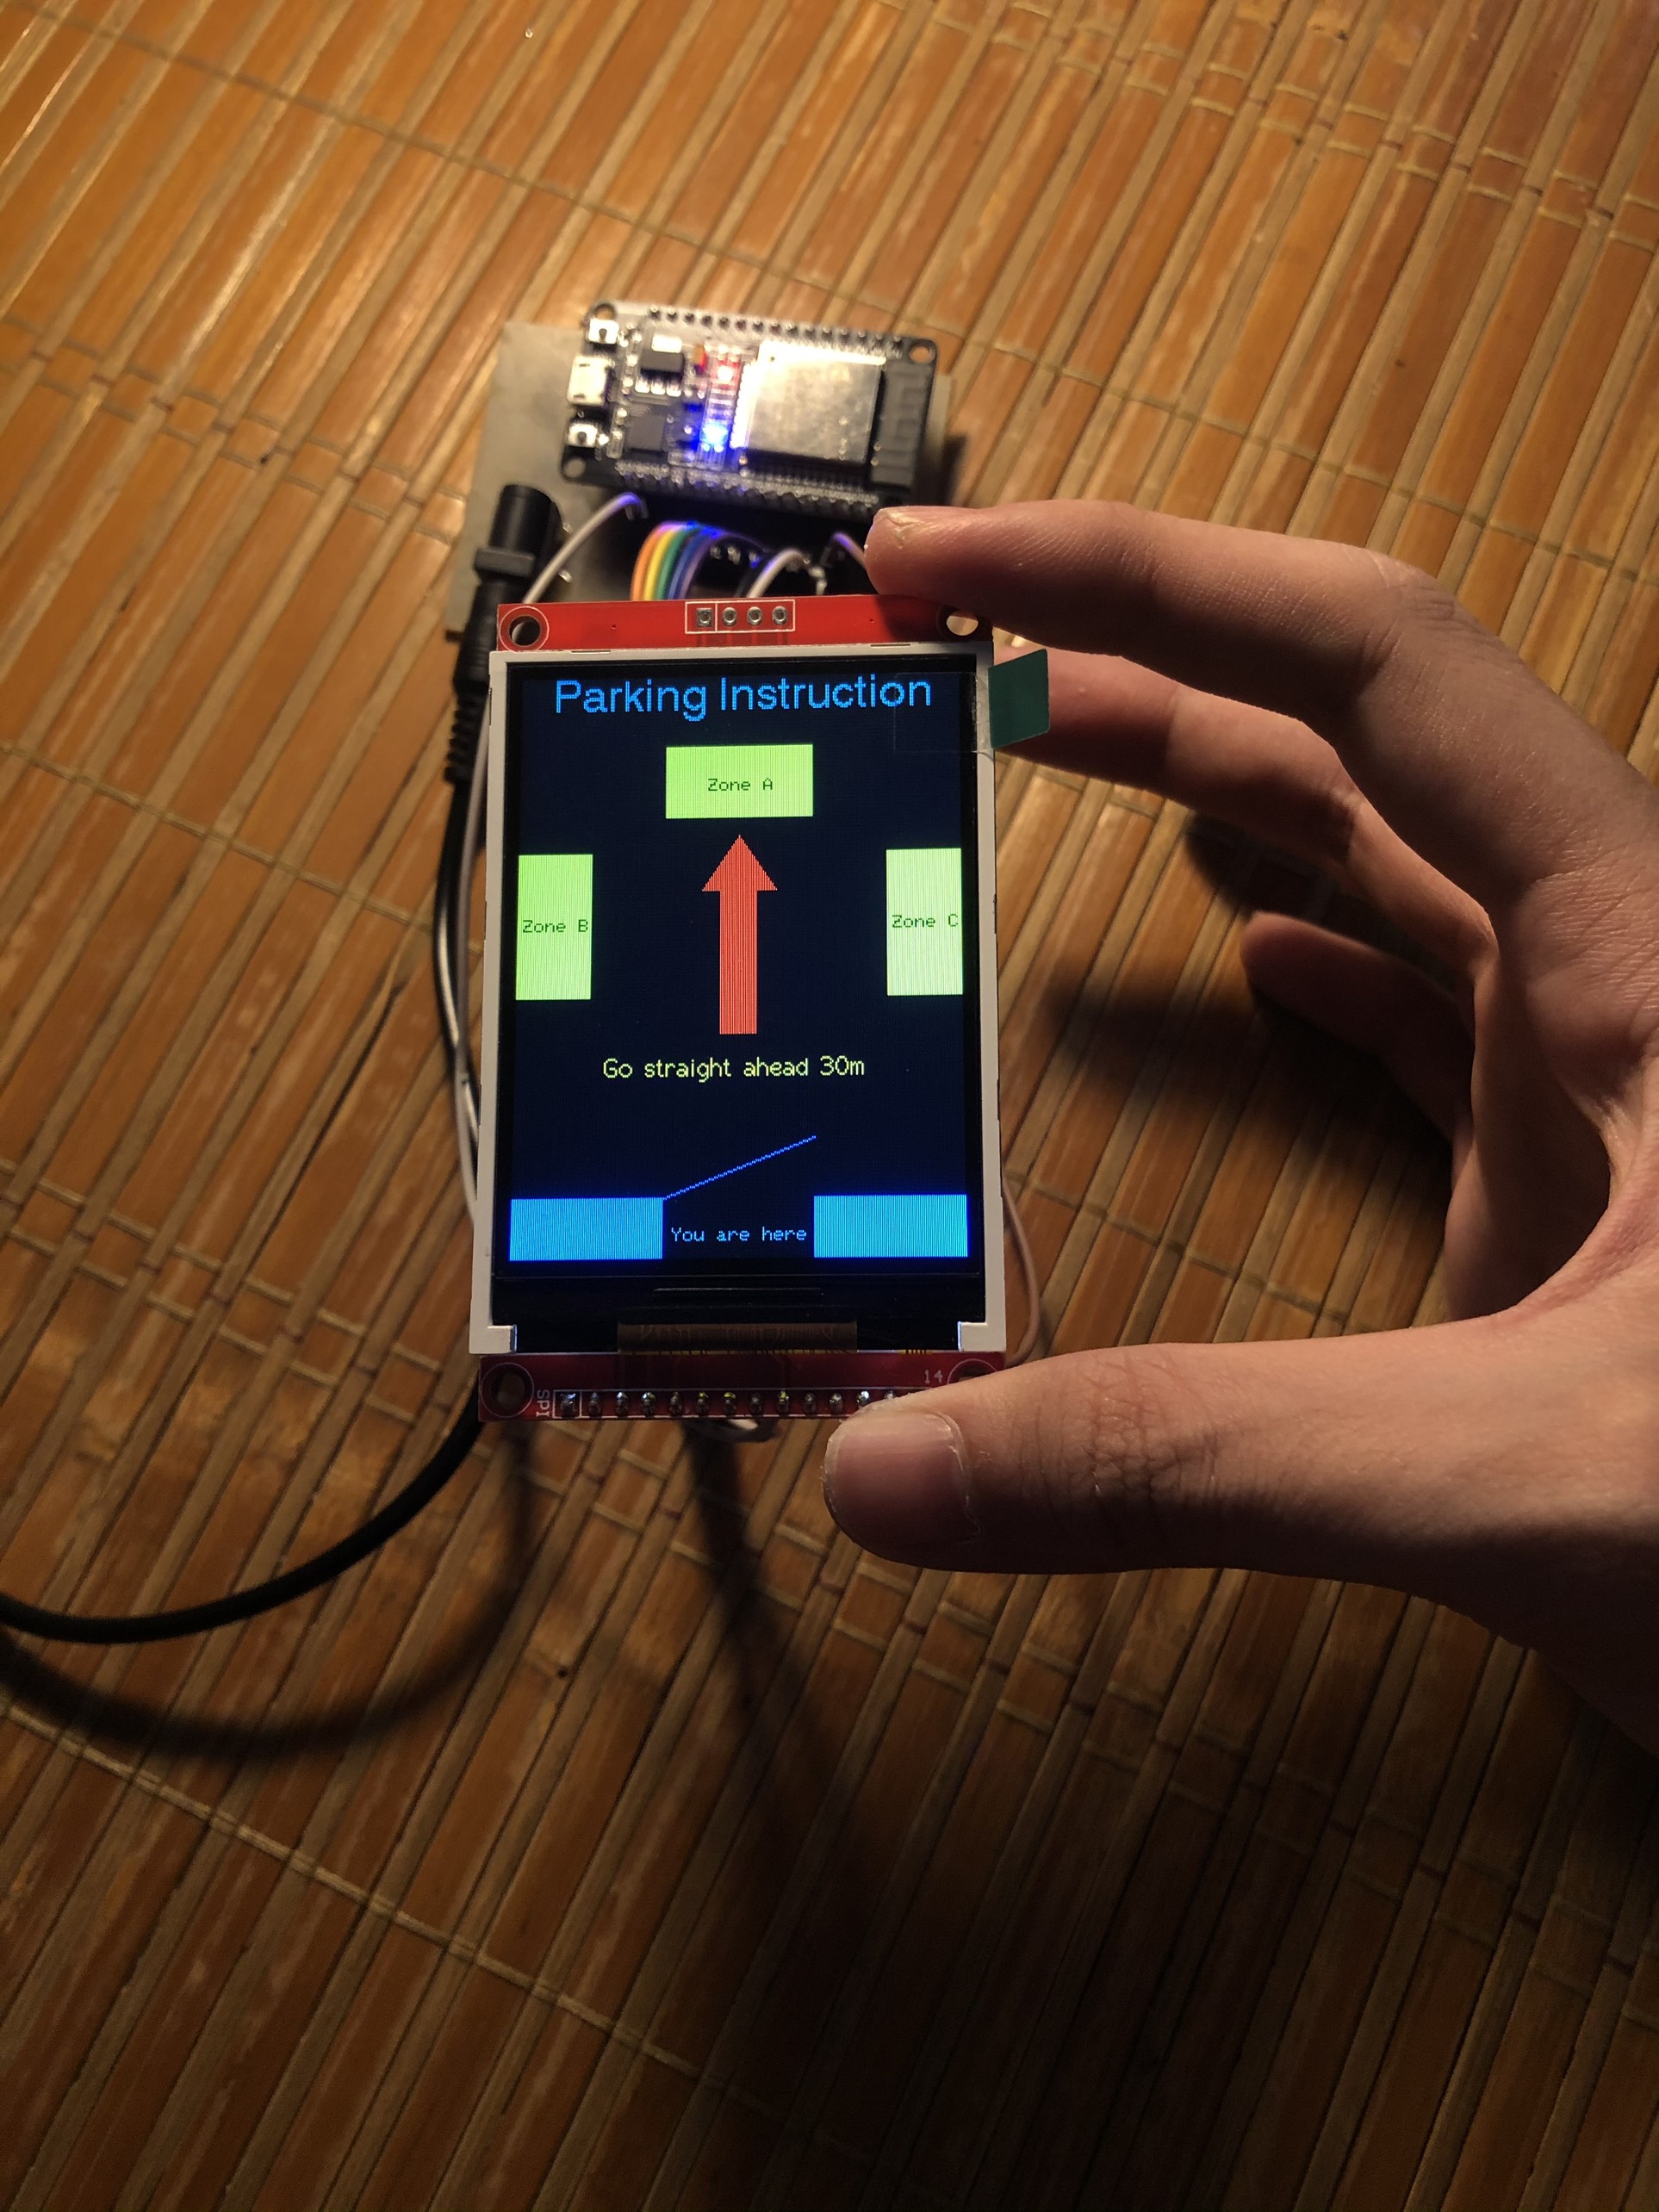 Parking Instruction
Zone A
Zone B
Zone C
Go straight ahead 30m
You are here
14
SPI